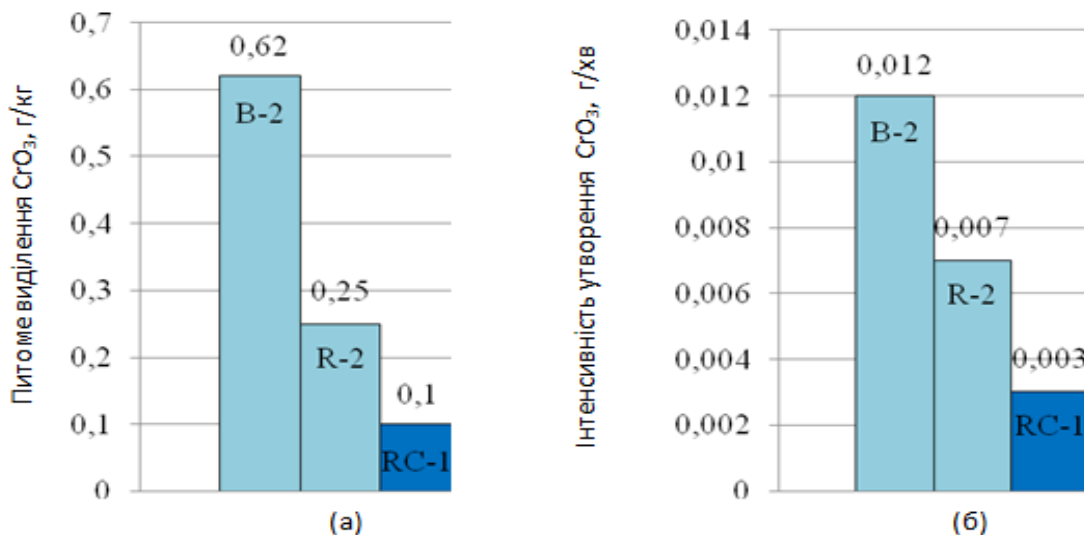 Питоме виділення CrO₃, г/кг
0,7
0,6
0,5
0,4
0,3
0,2
0,1
0
0,62
B-2
0,25
R-2
0,1
RC-1
(а)
Інтенсивність утворення CrO₃, г/хв
0,014
0,012
0,01
0,008
0,006
0,004
0,002
0
0,012
B-2
0,007
R-2
0,003
RC-1
(б)